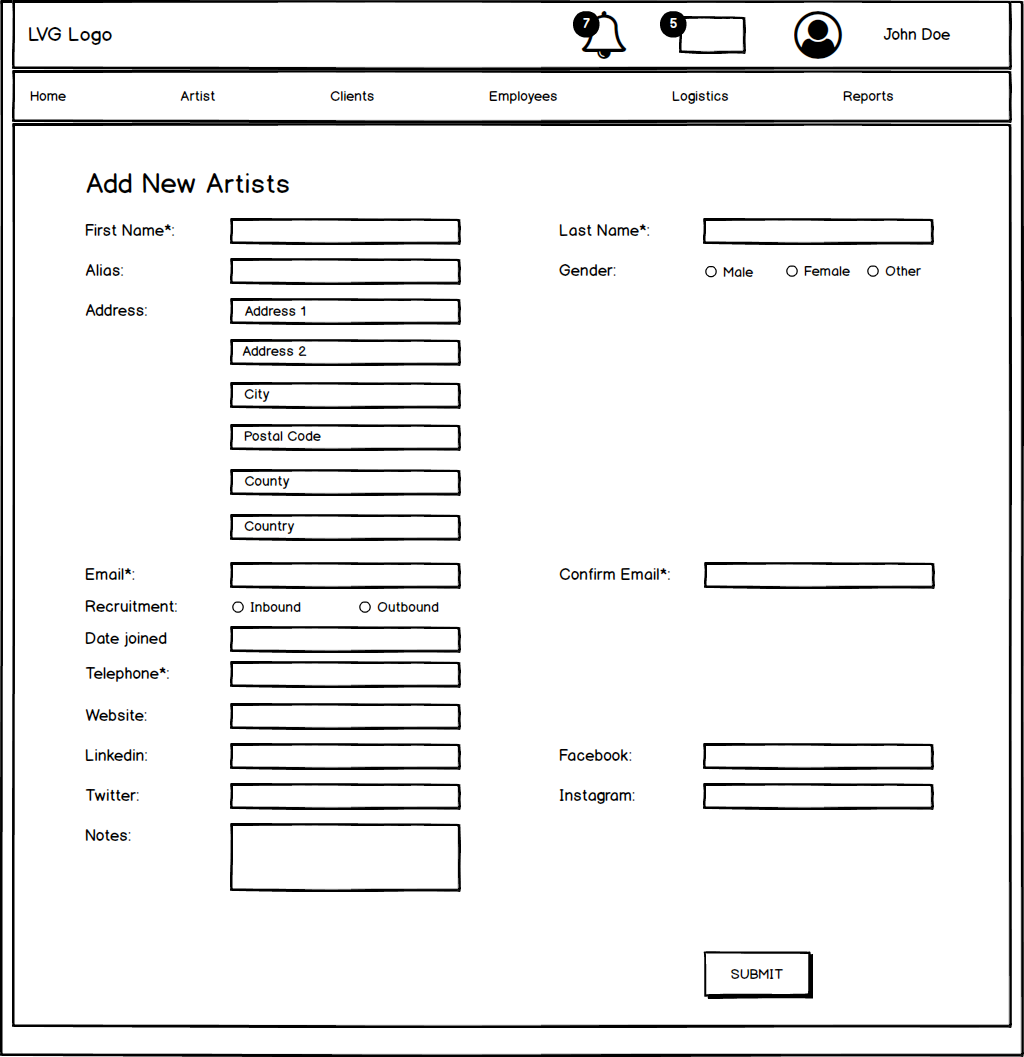 LVG Logo 7 5 John Doe
Home Artist Clients Employees Logistics Reports
Add New Artists
First Name*: Last Name*:
Alias: Gender: Male Female Other
Address: Address 1
Address 2
City
Postal Code
County
Country
Email*: Confirm Email*:
Recruitment: Inbound Outbound
Date joined
Telephone*:
Website:
Linkedin: Facebook:
Twitter: Instagram:
Notes:
SUBMIT